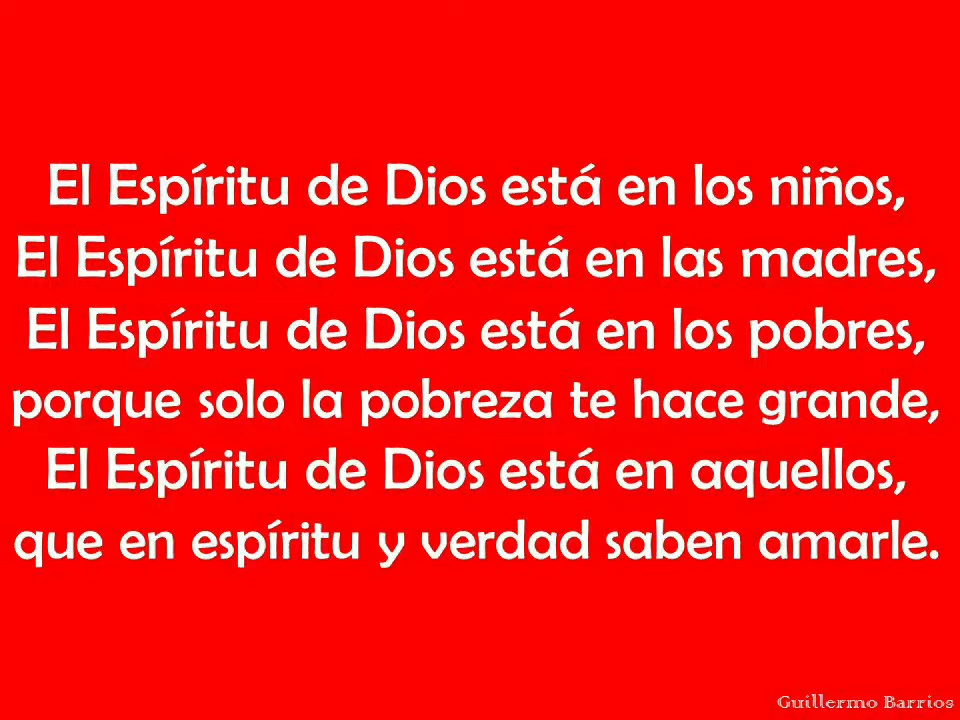 El Espíritu de Dios está en los niños,
El Espíritu de Dios está en las madres,
El Espíritu de Dios está en los pobres,
porque solo la pobreza te hace grande,
El Espíritu de Dios está en aquellos,
que en espíritu y verdad saben amarle.
Guillermo Barrios